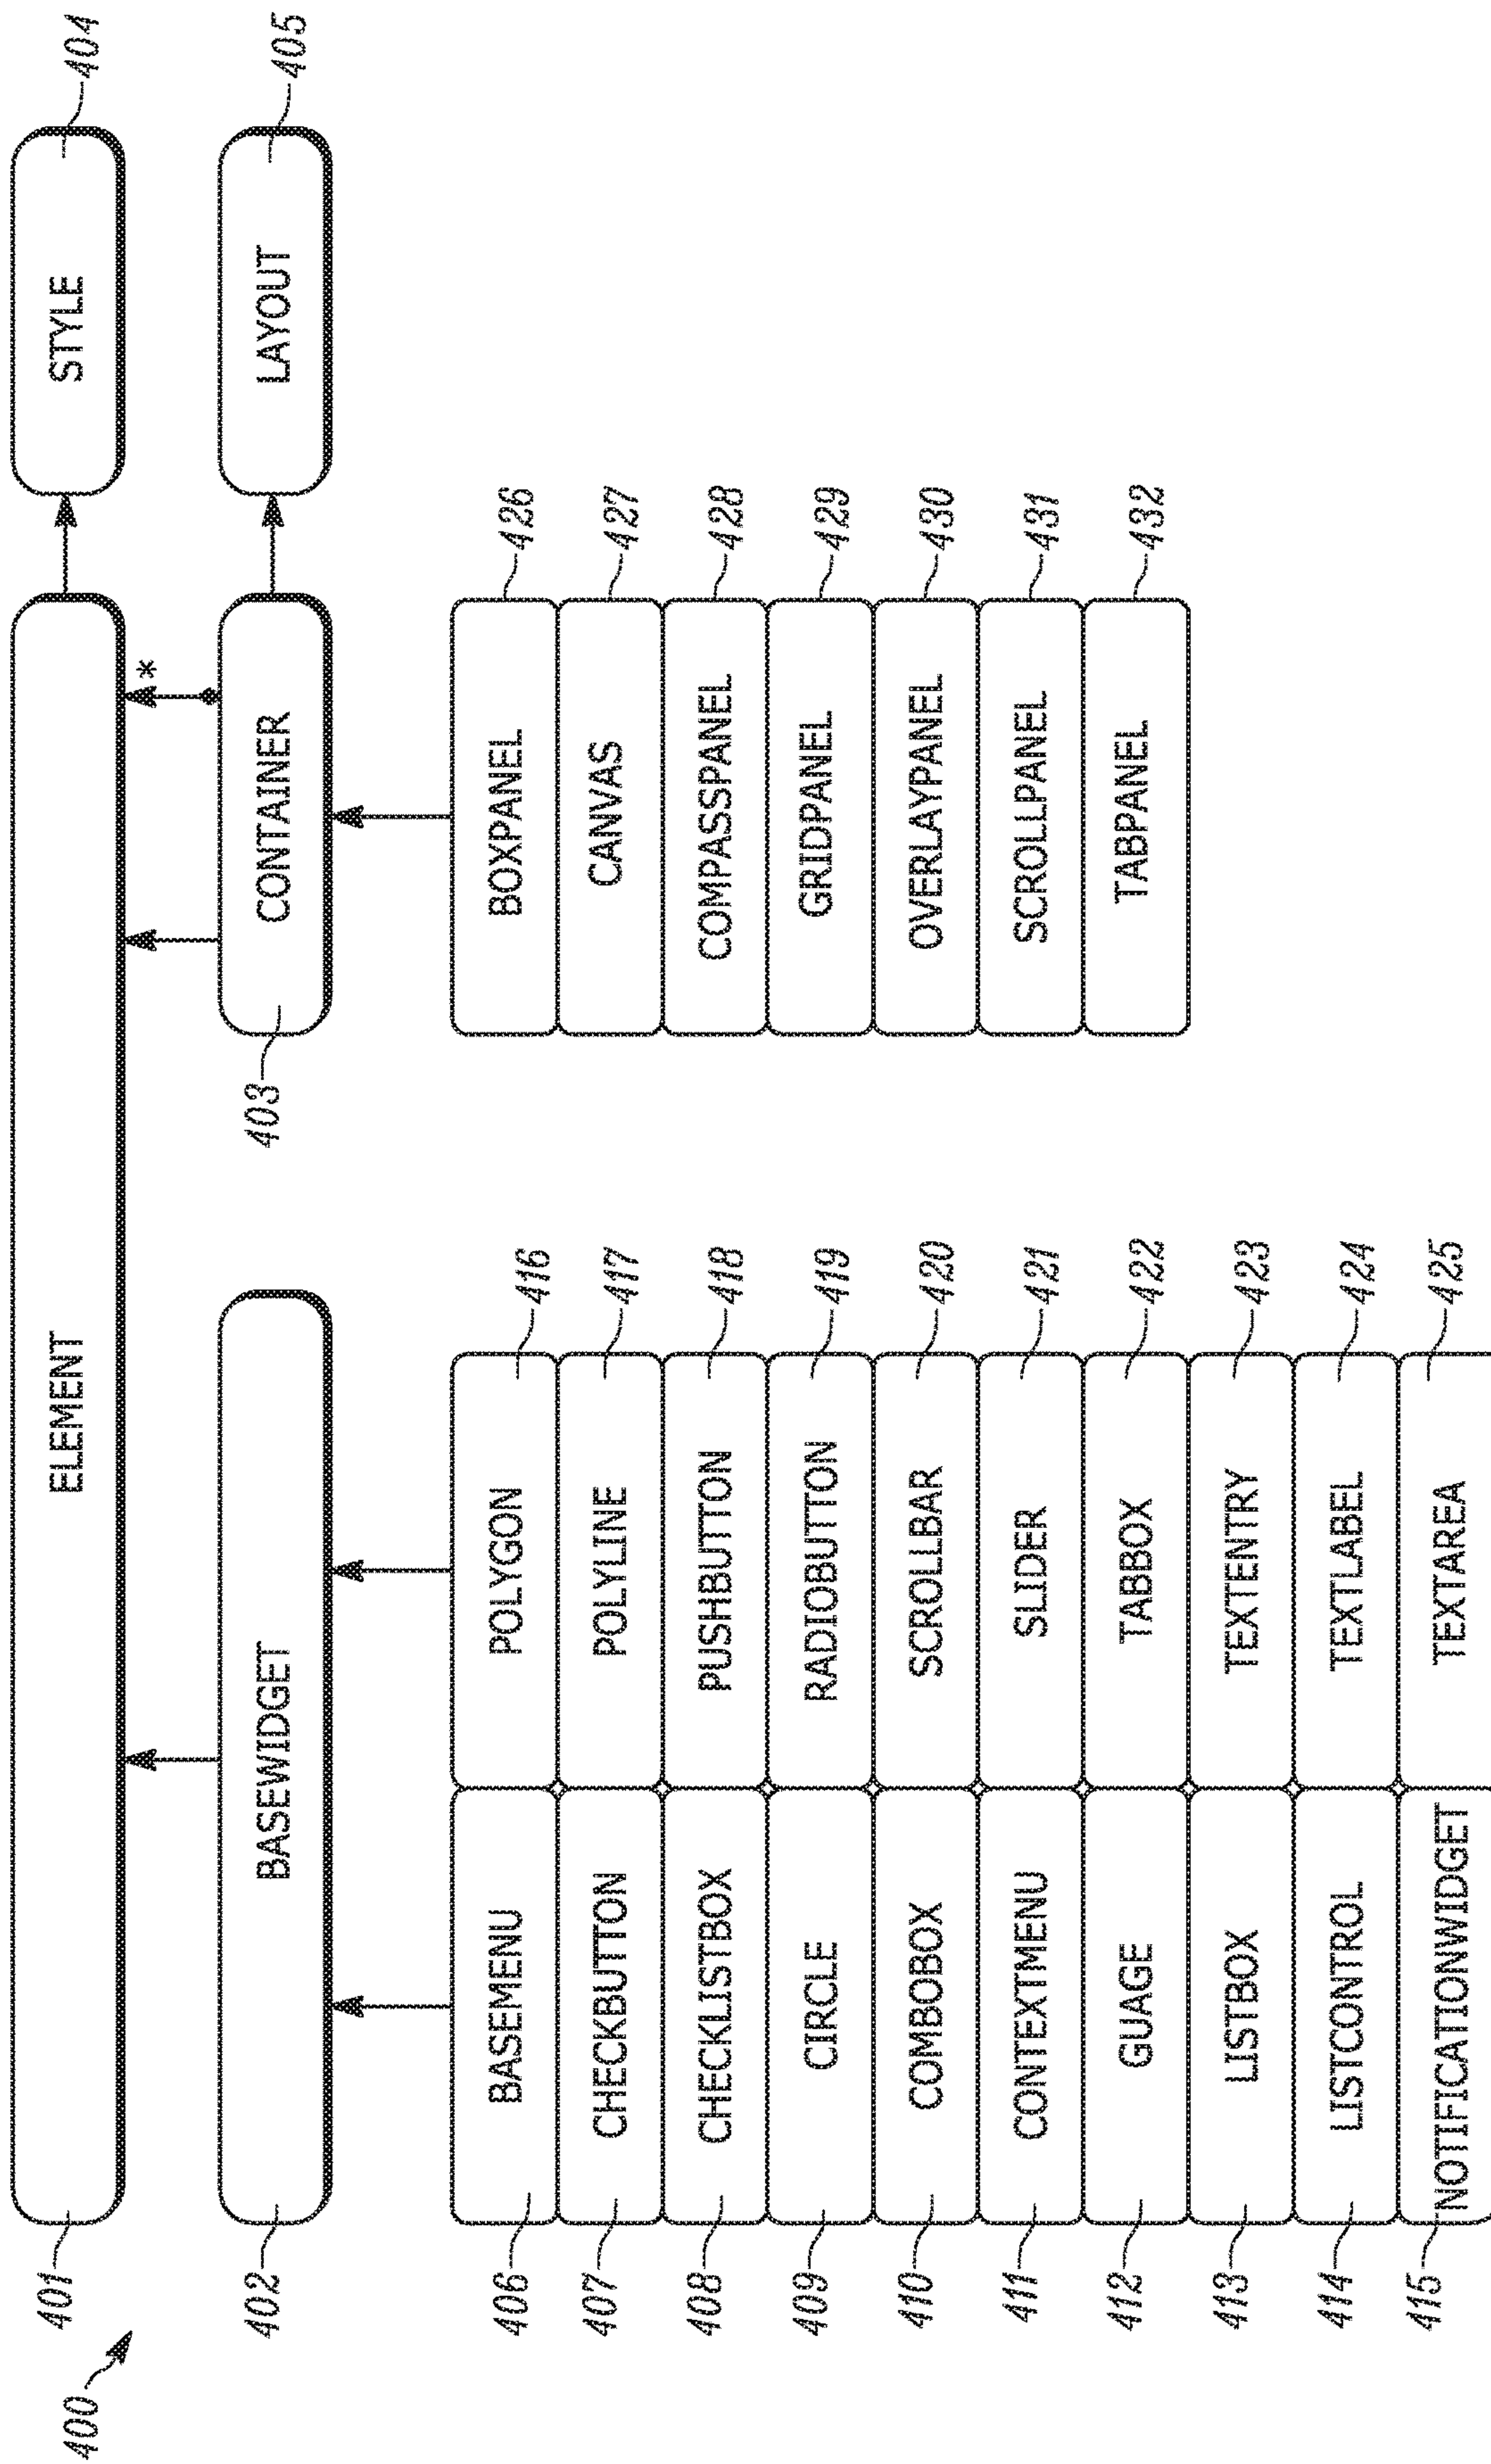 400
401
ELEMENT
STYLE
404
402
BASEWIDGET
403
CONTAINER
*
LAYOUT
405
406
BASEMENU
POLYGON
416
BOXPANEL
426
407
CHECKBUTTON
POLYLINE
417
CANVAS
427
408
CHECKLISTBOX
PUSHBUTTON
418
COMPASSPANEL
428
409
CIRCLE
RADIOBUTTON
419
GRIDPANEL
429
410
COMBOBOX
SCROLLBAR
420
OVERLAYPANEL
430
411
CONTEXTMENU
SLIDER
421
SCROLLPANEL
431
412
GUAGE
TABBOX
422
TABPANEL
432
413
LISTBOX
TEXTENTRY
423
414
LISTCONTROL
TEXTLABEL
424
415
NOTIFICATIONWIDGET
TEXTAREA
425